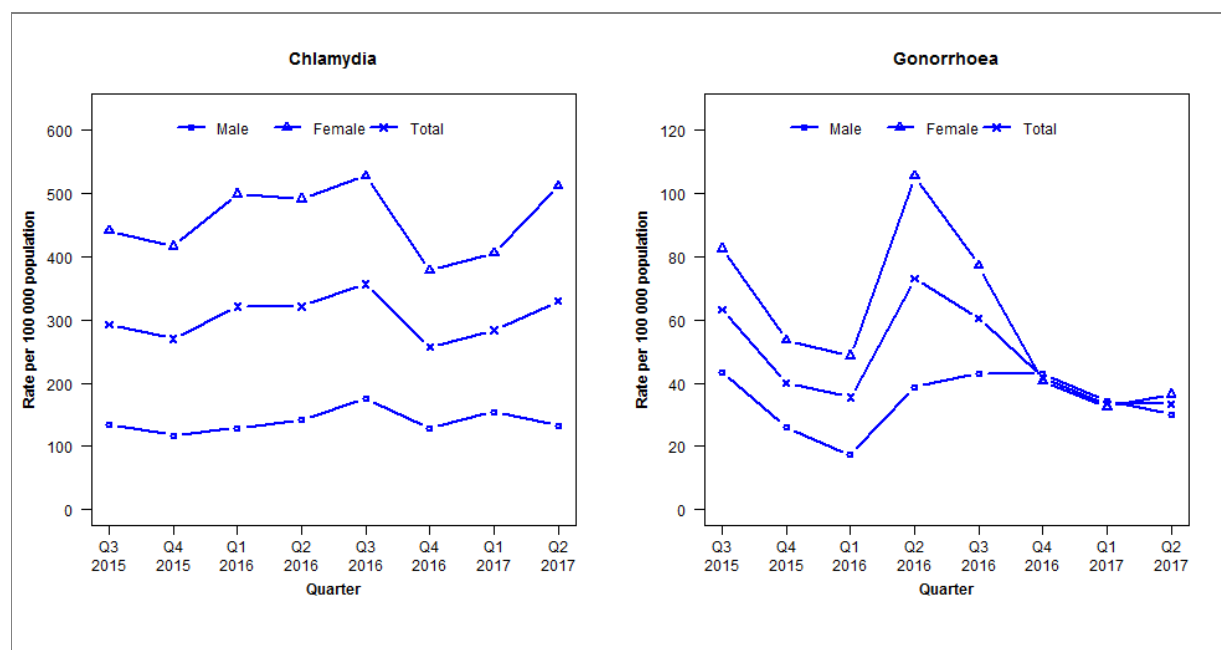 Chlamydia
Rate per 100 000 population
600
500
400
300
200
100
0
Male Female Total
Q3 Q4 Q1 Q2 Q3 Q4 Q1 Q2
2015 2015 2016 2016 2016 2016 2017 2017
Quarter
Gonorrhoea
Rate per 100 000 population
120
100
80
60
40
20
0
Male Female Total
Q3 Q4 Q1 Q2 Q3 Q4 Q1 Q2
2015 2015 2016 2016 2016 2016 2017 2017
Quarter